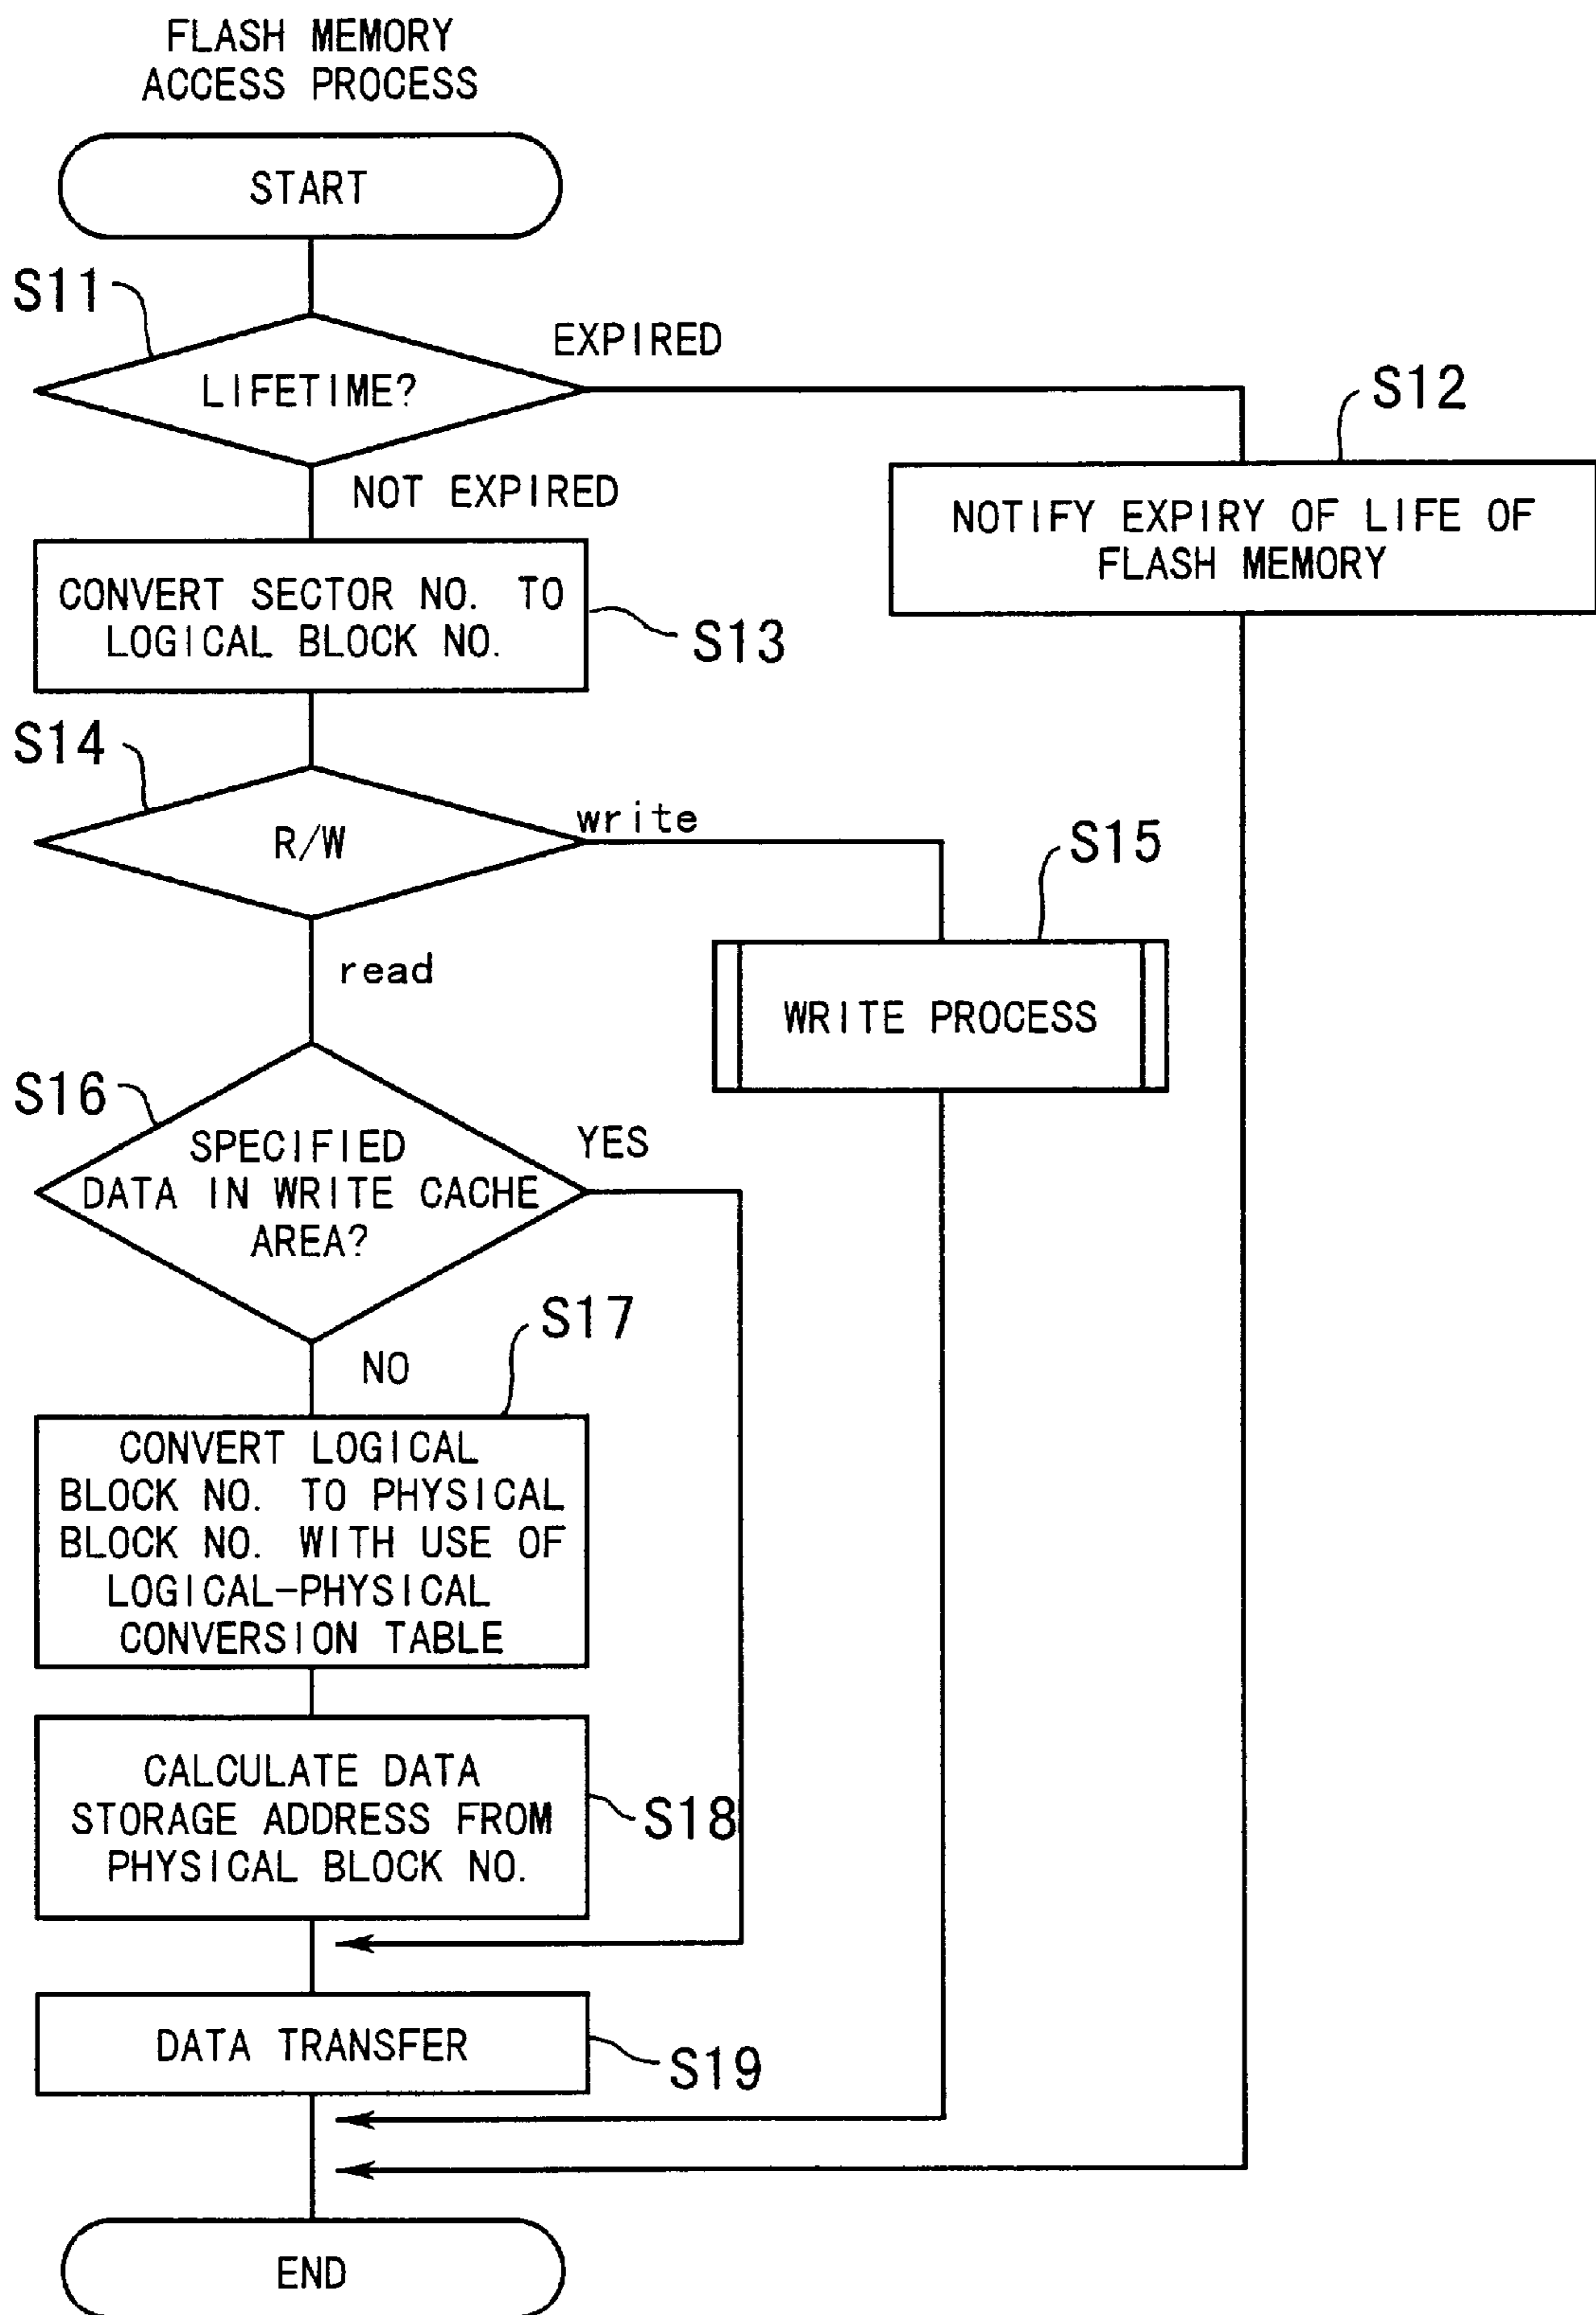 FLASH MEMORY
ACCESS PROCESS
START
S11
LIFETIME?
EXPIRED
NOT EXPIRED
S12
NOTIFY EXPIRY OF LIFE OF
FLASH MEMORY
CONVERT SECTOR NO. TO
LOGICAL BLOCK NO.
S13
S14
R/W
write
read
S15
WRITE PROCESS
S16
SPECIFIED
DATA IN WRITE CACHE
AREA?
YES
NO
S17
CONVERT LOGICAL
BLOCK NO. TO PHYSICAL
BLOCK NO. WITH USE OF
LOGICAL-PHYSICAL
CONVERSION TABLE
CALCULATE DATA
STORAGE ADDRESS FROM
PHYSICAL BLOCK NO.
S18
DATA TRANSFER
S19
END